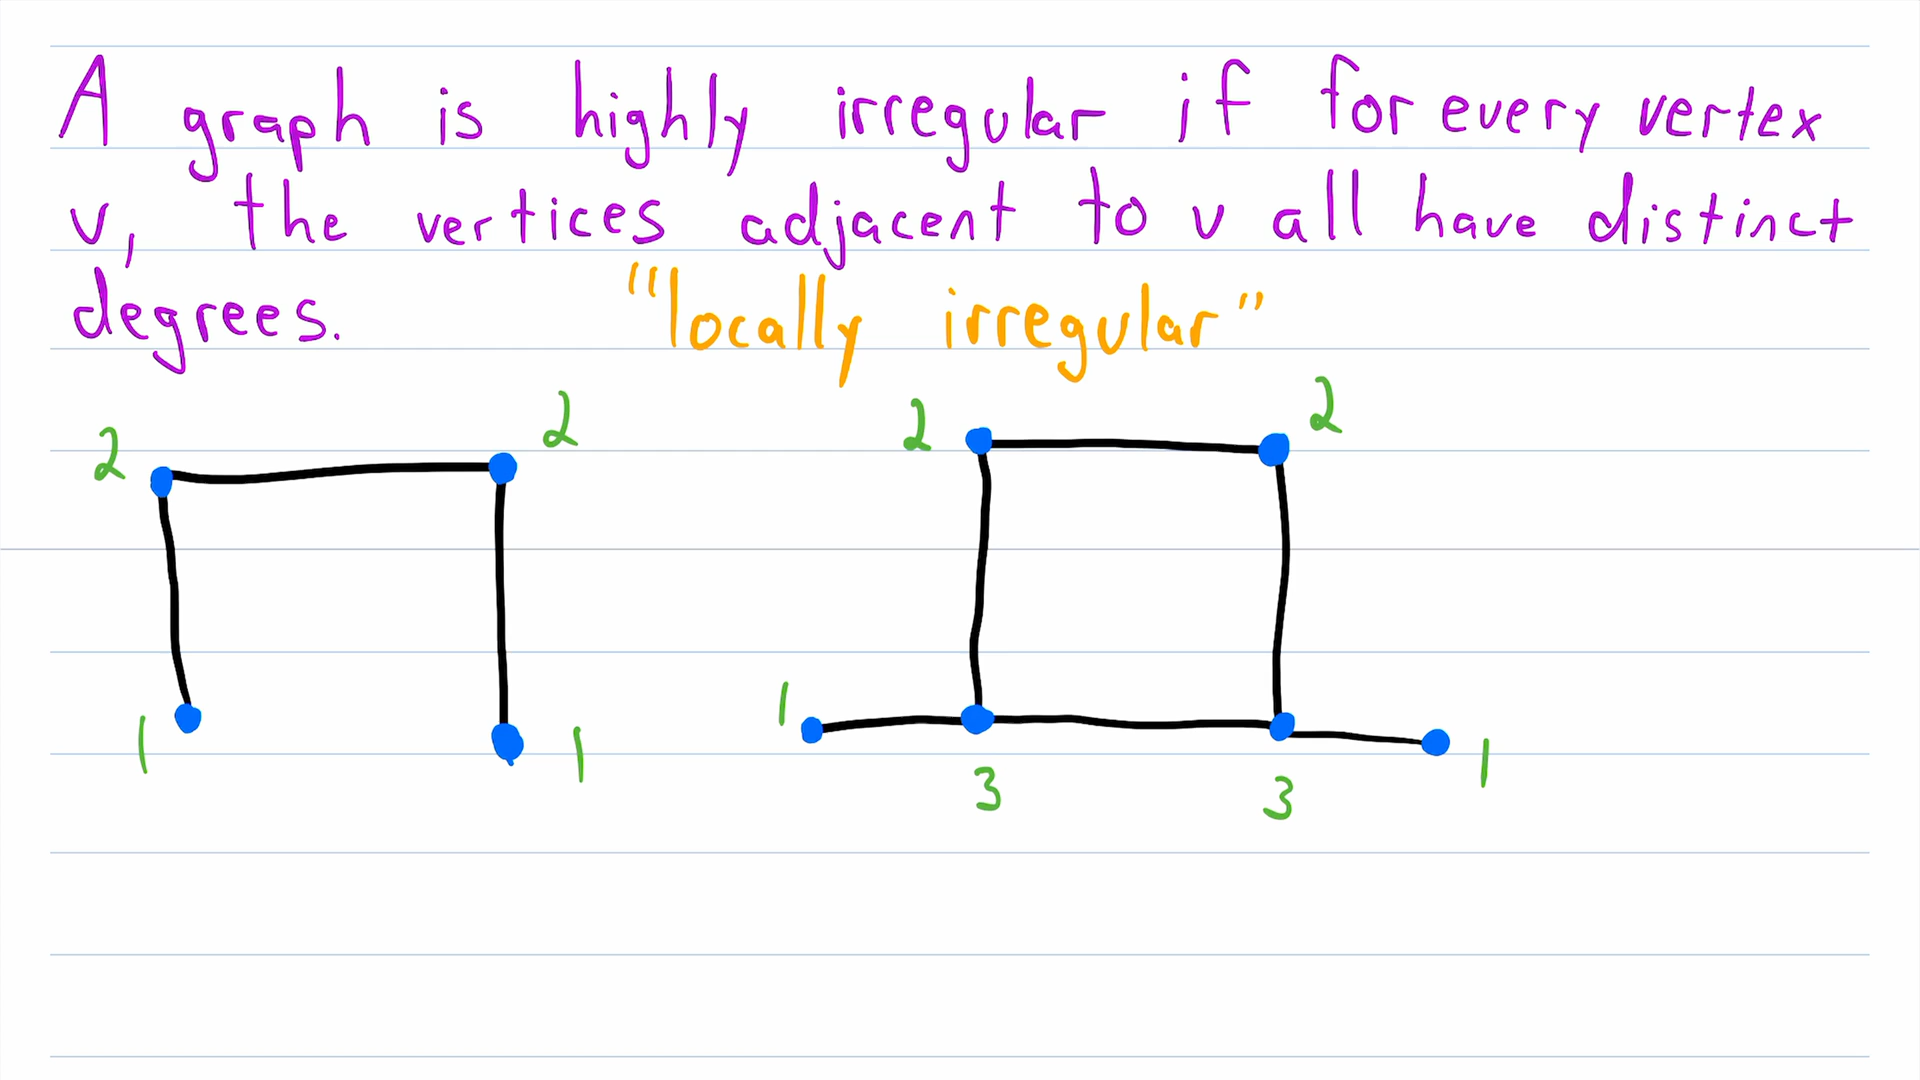 A graph is highly irregular if for every vertex
v, the vertices adjacent to v all have distinct
degrees. "locally irregular"
2 2 2 2
1 1 1 3 3 1